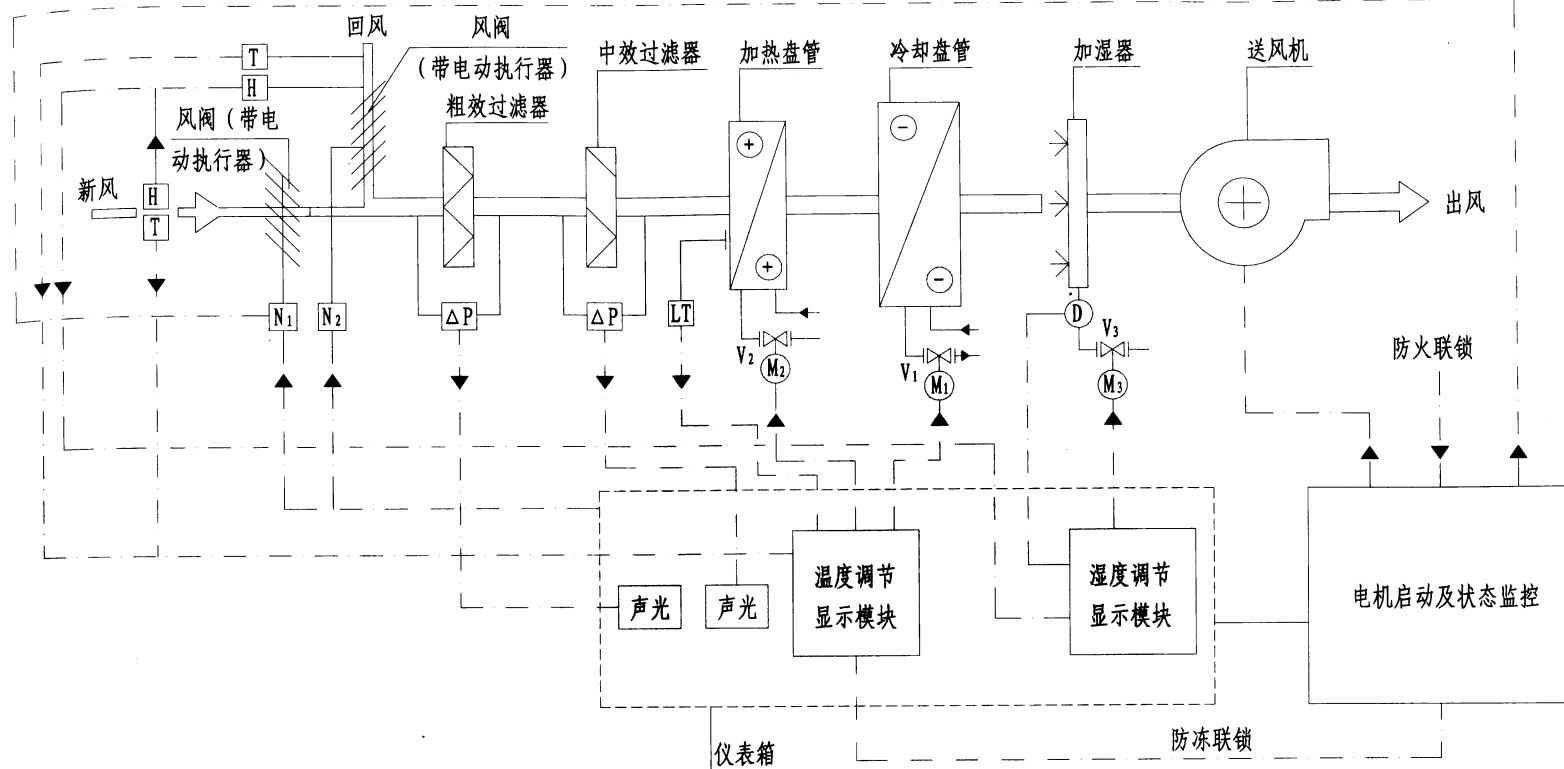 回风
风阀
（带电动执行器）
中效过滤器
加热盘管
冷却盘管
加湿器
送风机
T
H
粗效过滤器
风阀（带电
动执行器）
+
-
新风
H
T
出风
+
-
N1
N2
△P
△P
LT
D
V2
V1
V3
M2
M1
M3
防火联锁
温度调节
显示模块
湿度调节
显示模块
声光
声光
电机启动及状态监控
防冻联锁
仪表箱